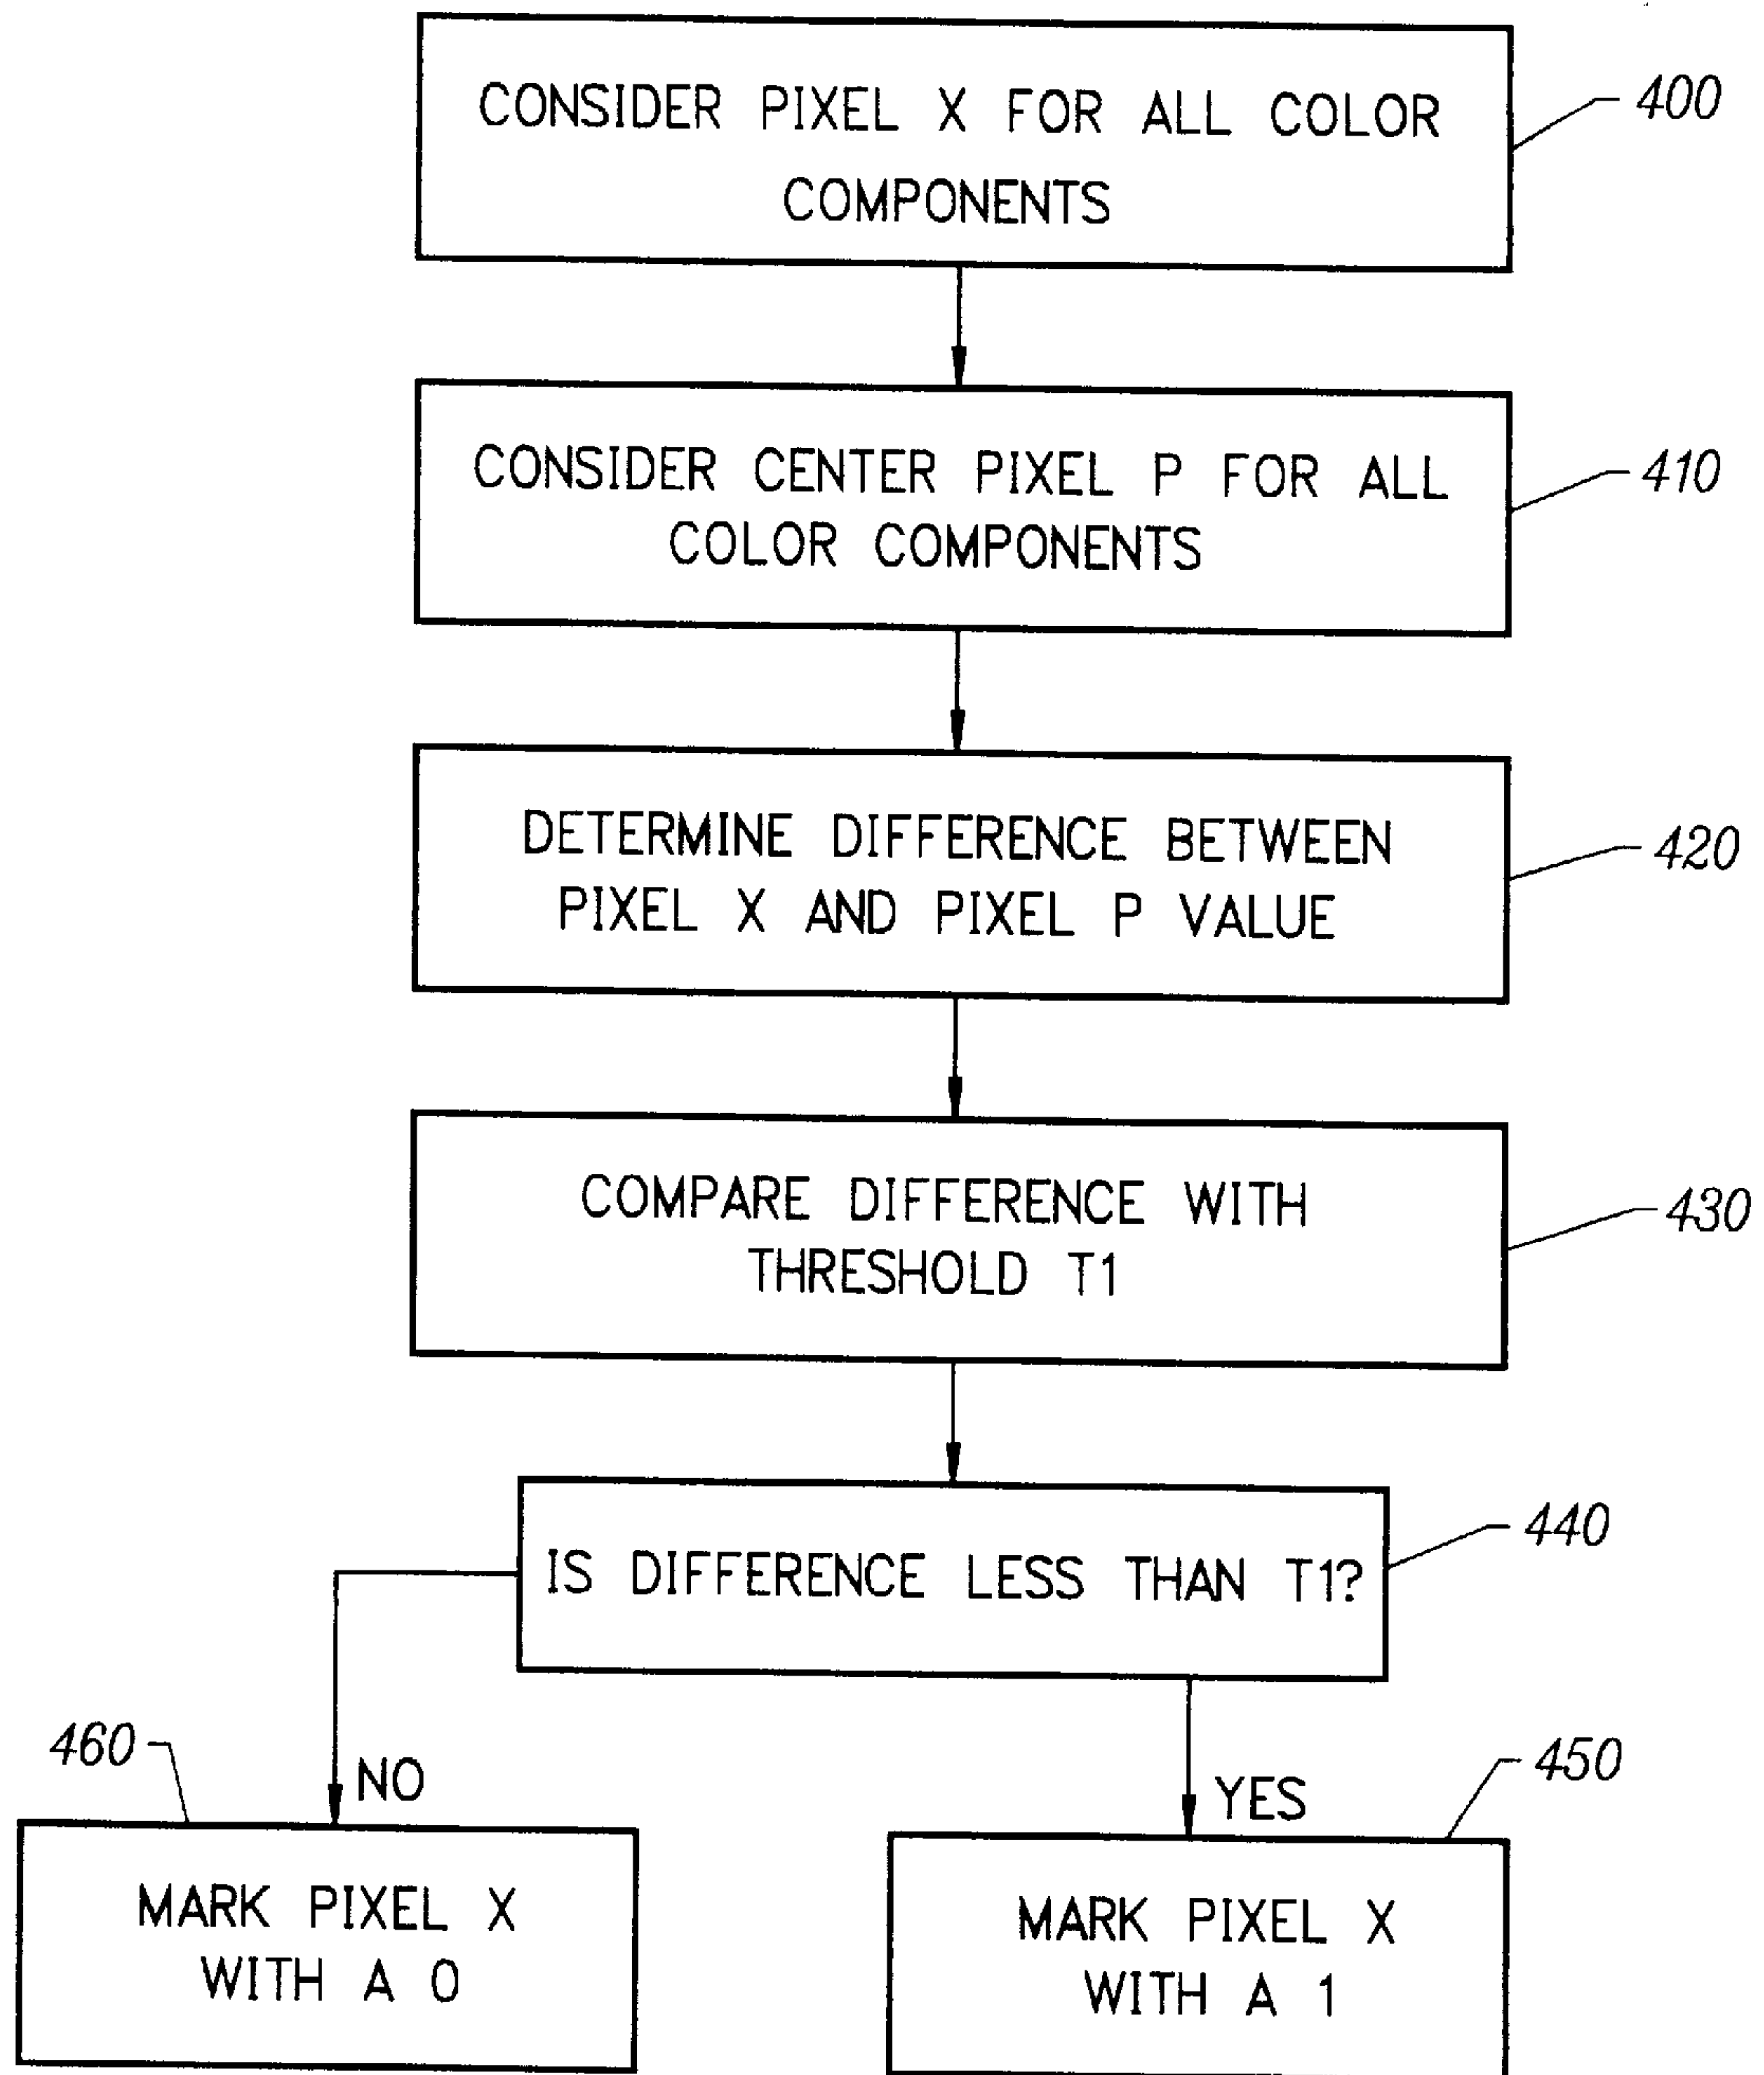 CONSIDER PIXEL X FOR ALL COLOR
COMPONENTS
400
CONSIDER CENTER PIXEL P FOR ALL
COLOR COMPONENTS
410
DETERMINE DIFFERENCE BETWEEN
PIXEL X AND PIXEL P VALUE
420
COMPARE DIFFERENCE WITH
THRESHOLD T1
430
IS DIFFERENCE LESS THAN T1?
440
460
NO
YES
450
MARK PIXEL X
WITH A 0
MARK PIXEL X
WITH A 1